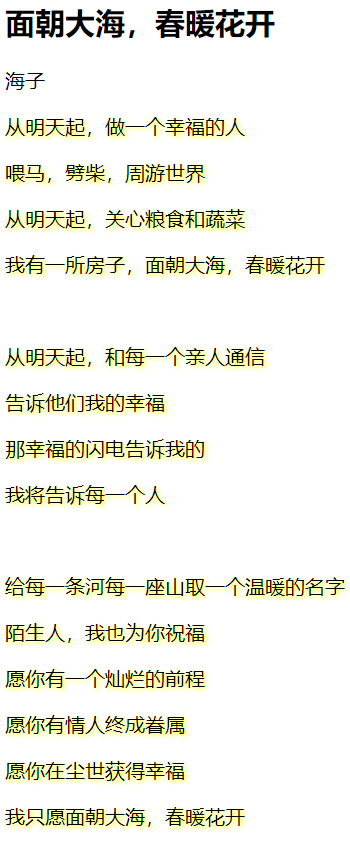 面朝大海，春暖花开
海子
从明天起，做一个幸福的人
喂马，劈柴，周游世界
从明天起，关心粮食和蔬菜
我有一所房子，面朝大海，春暖花开
从明天起，和每一个亲人通信
告诉他们我的幸福
那幸福的闪电告诉我的
我将告诉每一个人
给每一条河每一座山取一个温暖的名字
陌生人，我也为你祝福
愿你有一个灿烂的前程
愿你有情人终成眷属
愿你在尘世获得幸福
我只愿面朝大海，春暖花开